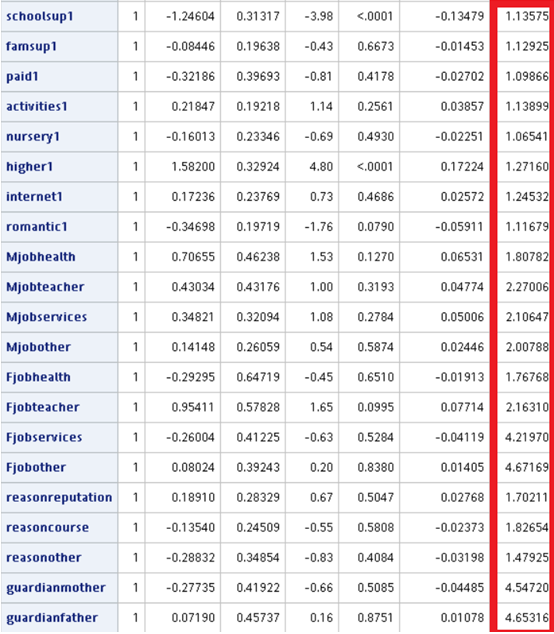 schoolsup1 1 -1.24604 0.31317 -3.98 <.0001 -0.13479 1.13575
famsup1 1 -0.08446 0.19638 -0.43 0.6673 -0.01453 1.12925
paid1 1 -0.32186 0.39693 -0.81 0.4178 -0.02702 1.09866
activities1 1 0.21847 0.19218 1.14 0.2561 0.03857 1.13899
nursery1 1 -0.16013 0.23346 -0.69 0.4930 -0.02251 1.06541
higher1 1 1.58200 0.32924 4.80 <.0001 0.17224 1.27160
internet1 1 0.17236 0.23769 0.73 0.4686 0.02572 1.24532
romantic1 1 -0.34698 0.19719 -1.76 0.0790 -0.05911 1.11679
Mjobhealth 1 0.70655 0.46238 1.53 0.1270 0.06531 1.80782
Mjobteacher 1 0.43034 0.43176 1.00 0.3193 0.04774 2.27006
Mjobservices 1 0.34821 0.32094 1.08 0.2784 0.05006 2.10647
Mjobother 1 0.14148 0.26059 0.54 0.5874 0.02446 2.00788
Fjobhealth 1 -0.29295 0.64719 -0.45 0.6510 -0.01913 1.76768
Fjobteacher 1 0.95411 0.57828 1.65 0.0995 0.07714 2.16310
Fjobservices 1 -0.26004 0.41225 -0.63 0.5284 -0.04119 4.21970
Fjobother 1 0.08024 0.39243 0.20 0.8380 0.01405 4.67169
reasonreputation 1 0.18910 0.28329 0.67 0.5047 0.02768 1.70211
reasoncourse 1 -0.13540 0.24509 -0.55 0.5808 -0.02373 1.82654
reasonother 1 -0.28832 0.34854 -0.83 0.4084 -0.03198 1.47925
guardianmother 1 -0.27735 0.41922 -0.66 0.5085 -0.04485 4.54720
guardianfather 1 0.07190 0.45737 0.16 0.8751 0.01078 4.65316